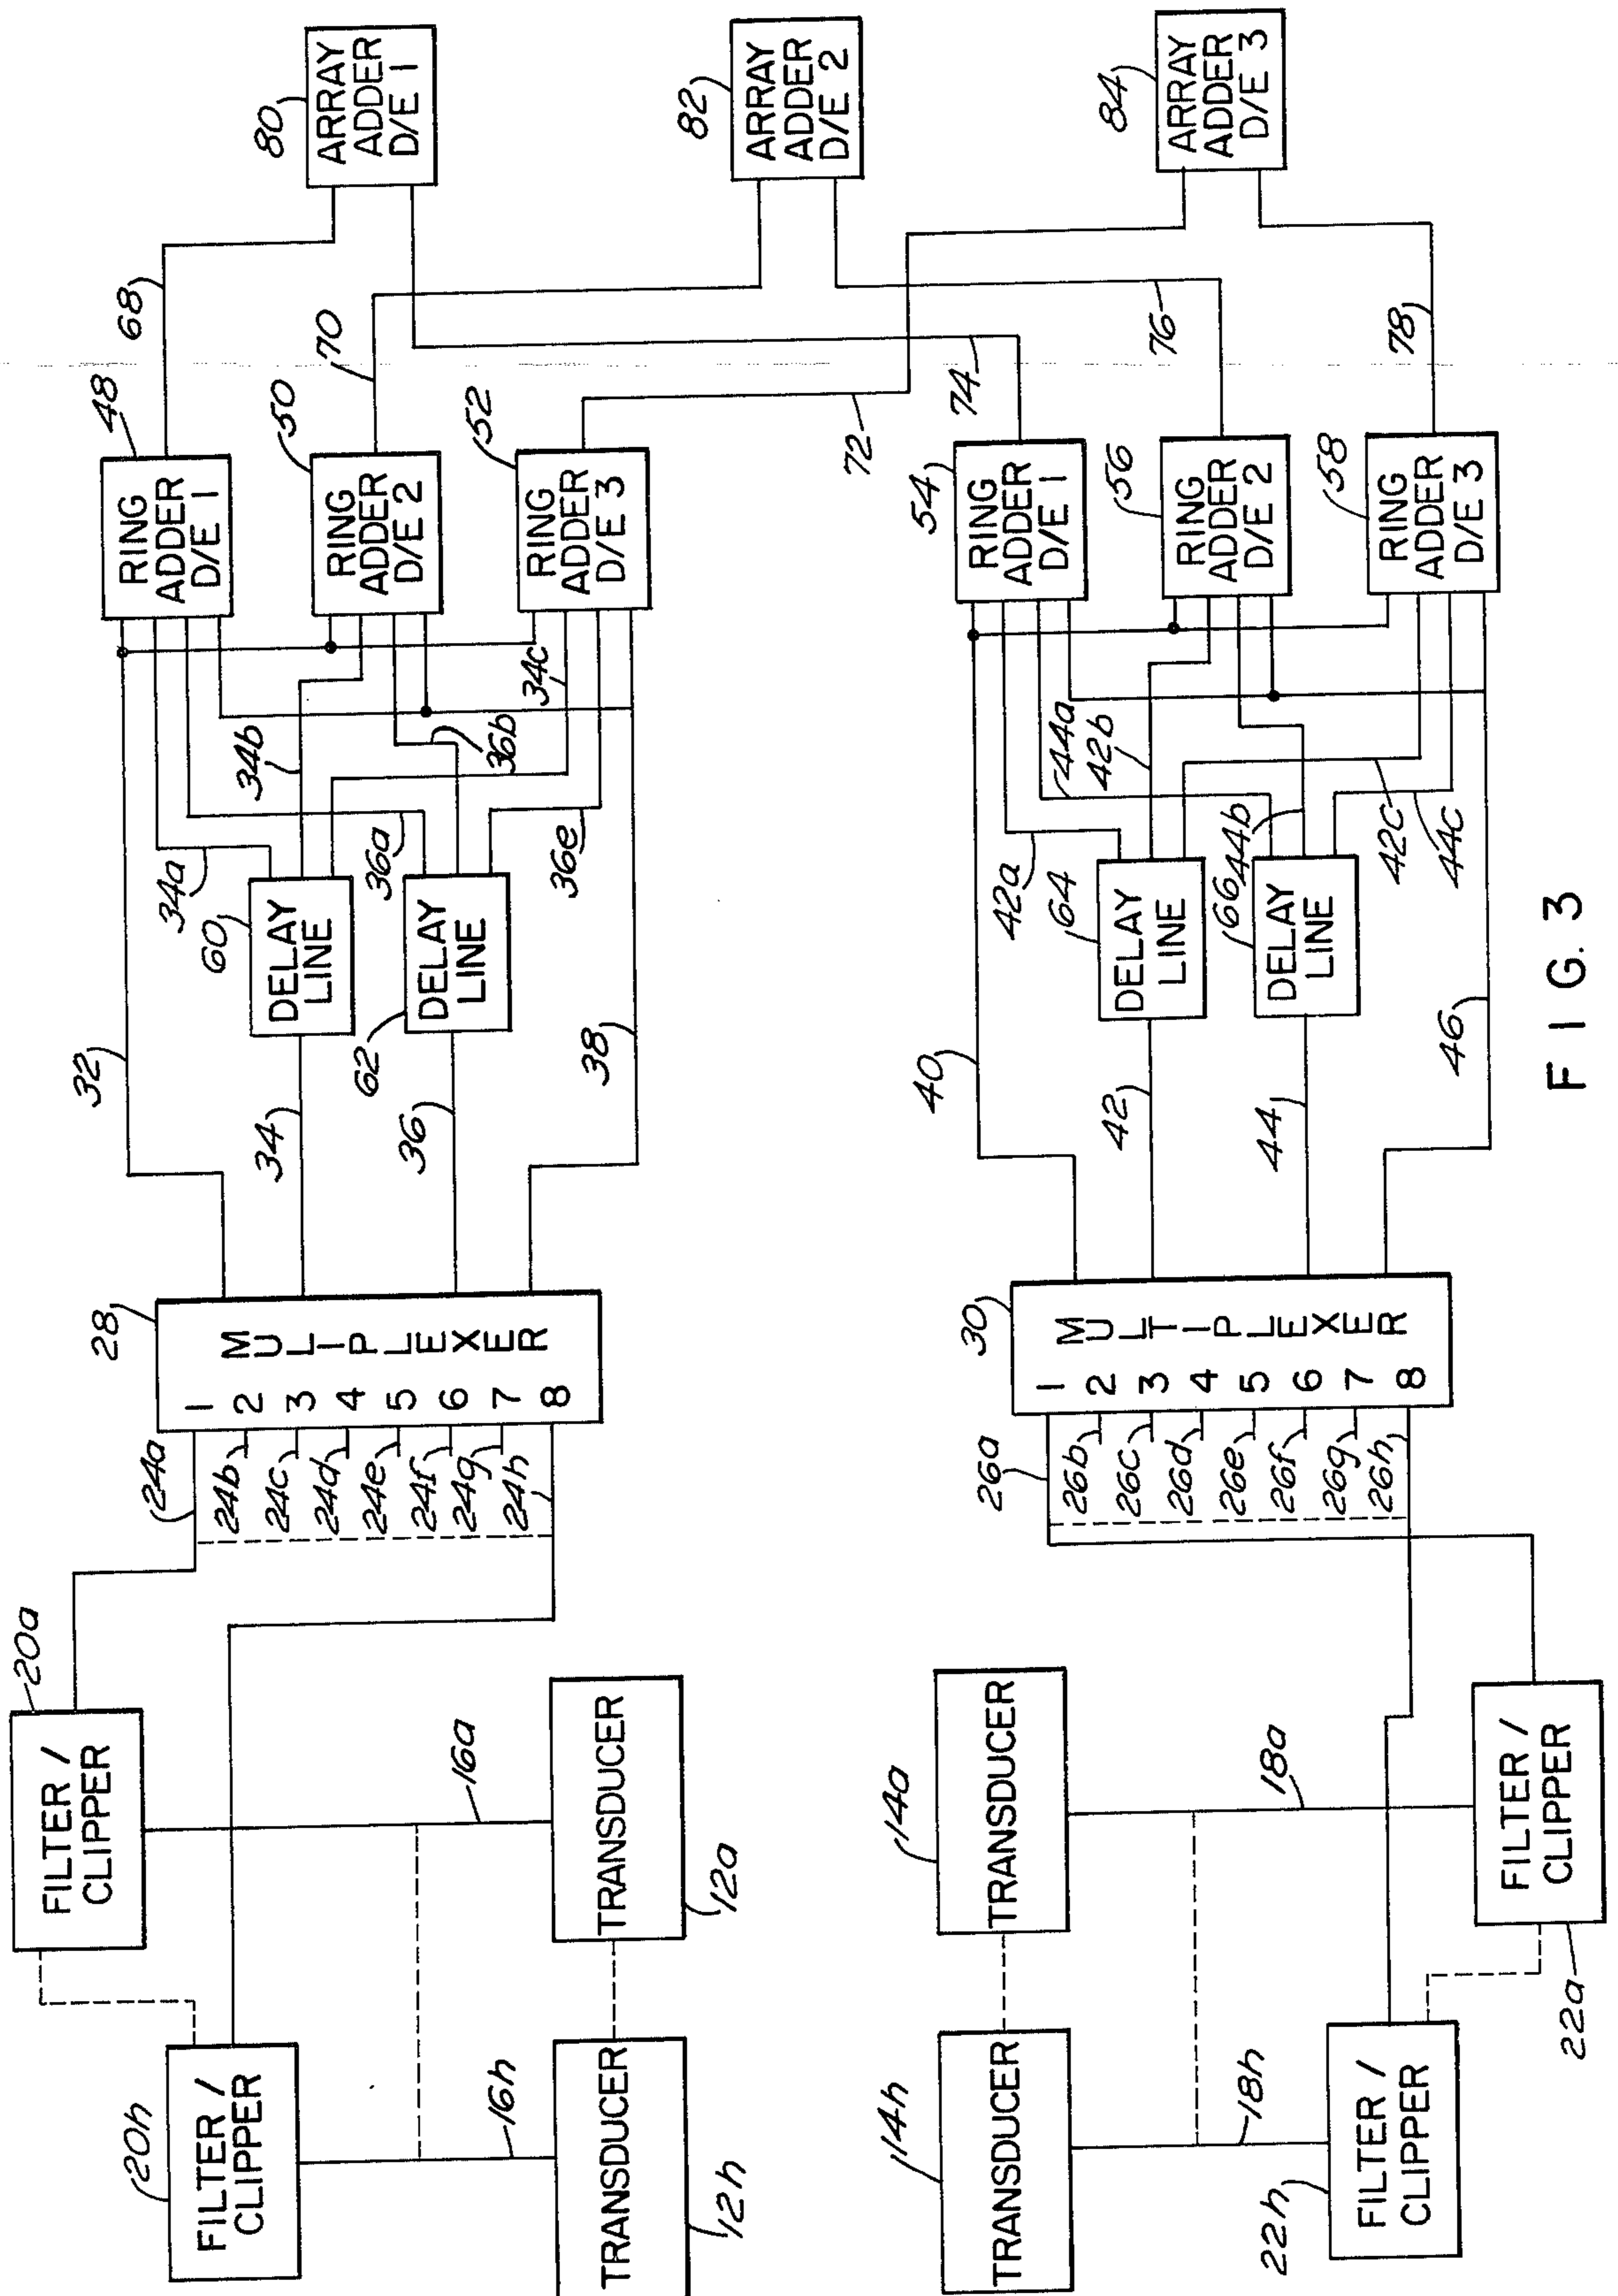 80
ARRAY
ADDER
D/E 1
82
ARRAY
ADDER
D/E 2
84
ARRAY
ADDER
D/E 3
68
70
72
74
76
78
48
RING
ADDER
D/E 1
50
RING
ADDER
D/E 2
52
RING
ADDER
D/E 3
54
RING
ADDER
D/E 1
56
RING
ADDER
D/E 2
58
RING
ADDER
D/E 3
34a
34b
34c
36a
36b
36e
42a
44a
42b
44b
42c
44c
60
DELAY
LINE
62
DELAY
LINE
64
DELAY
LINE
66
DELAY
LINE
32
34
36
38
40
42
44
46
28
MULIPLEXER
1
2
3
4
5
6
7
8
30
MULTIPLEXER
1
2
3
4
5
6
7
8
24a
24b
24c
24d
24e
24f
24g
24h
26a
26b
26c
26d
26e
26f
26g
26h
20a
FILTER /
CLIPPER
20h
FILTER /
CLIPPER
16a
16h
TRANSDUCER
12a
TRANSDUCER
12h
14a
TRANSDUCER
14h
TRANSDUCER
18a
18h
FILTER /
CLIPPER
22a
FILTER /
CLIPPER
22h
FIG. 3